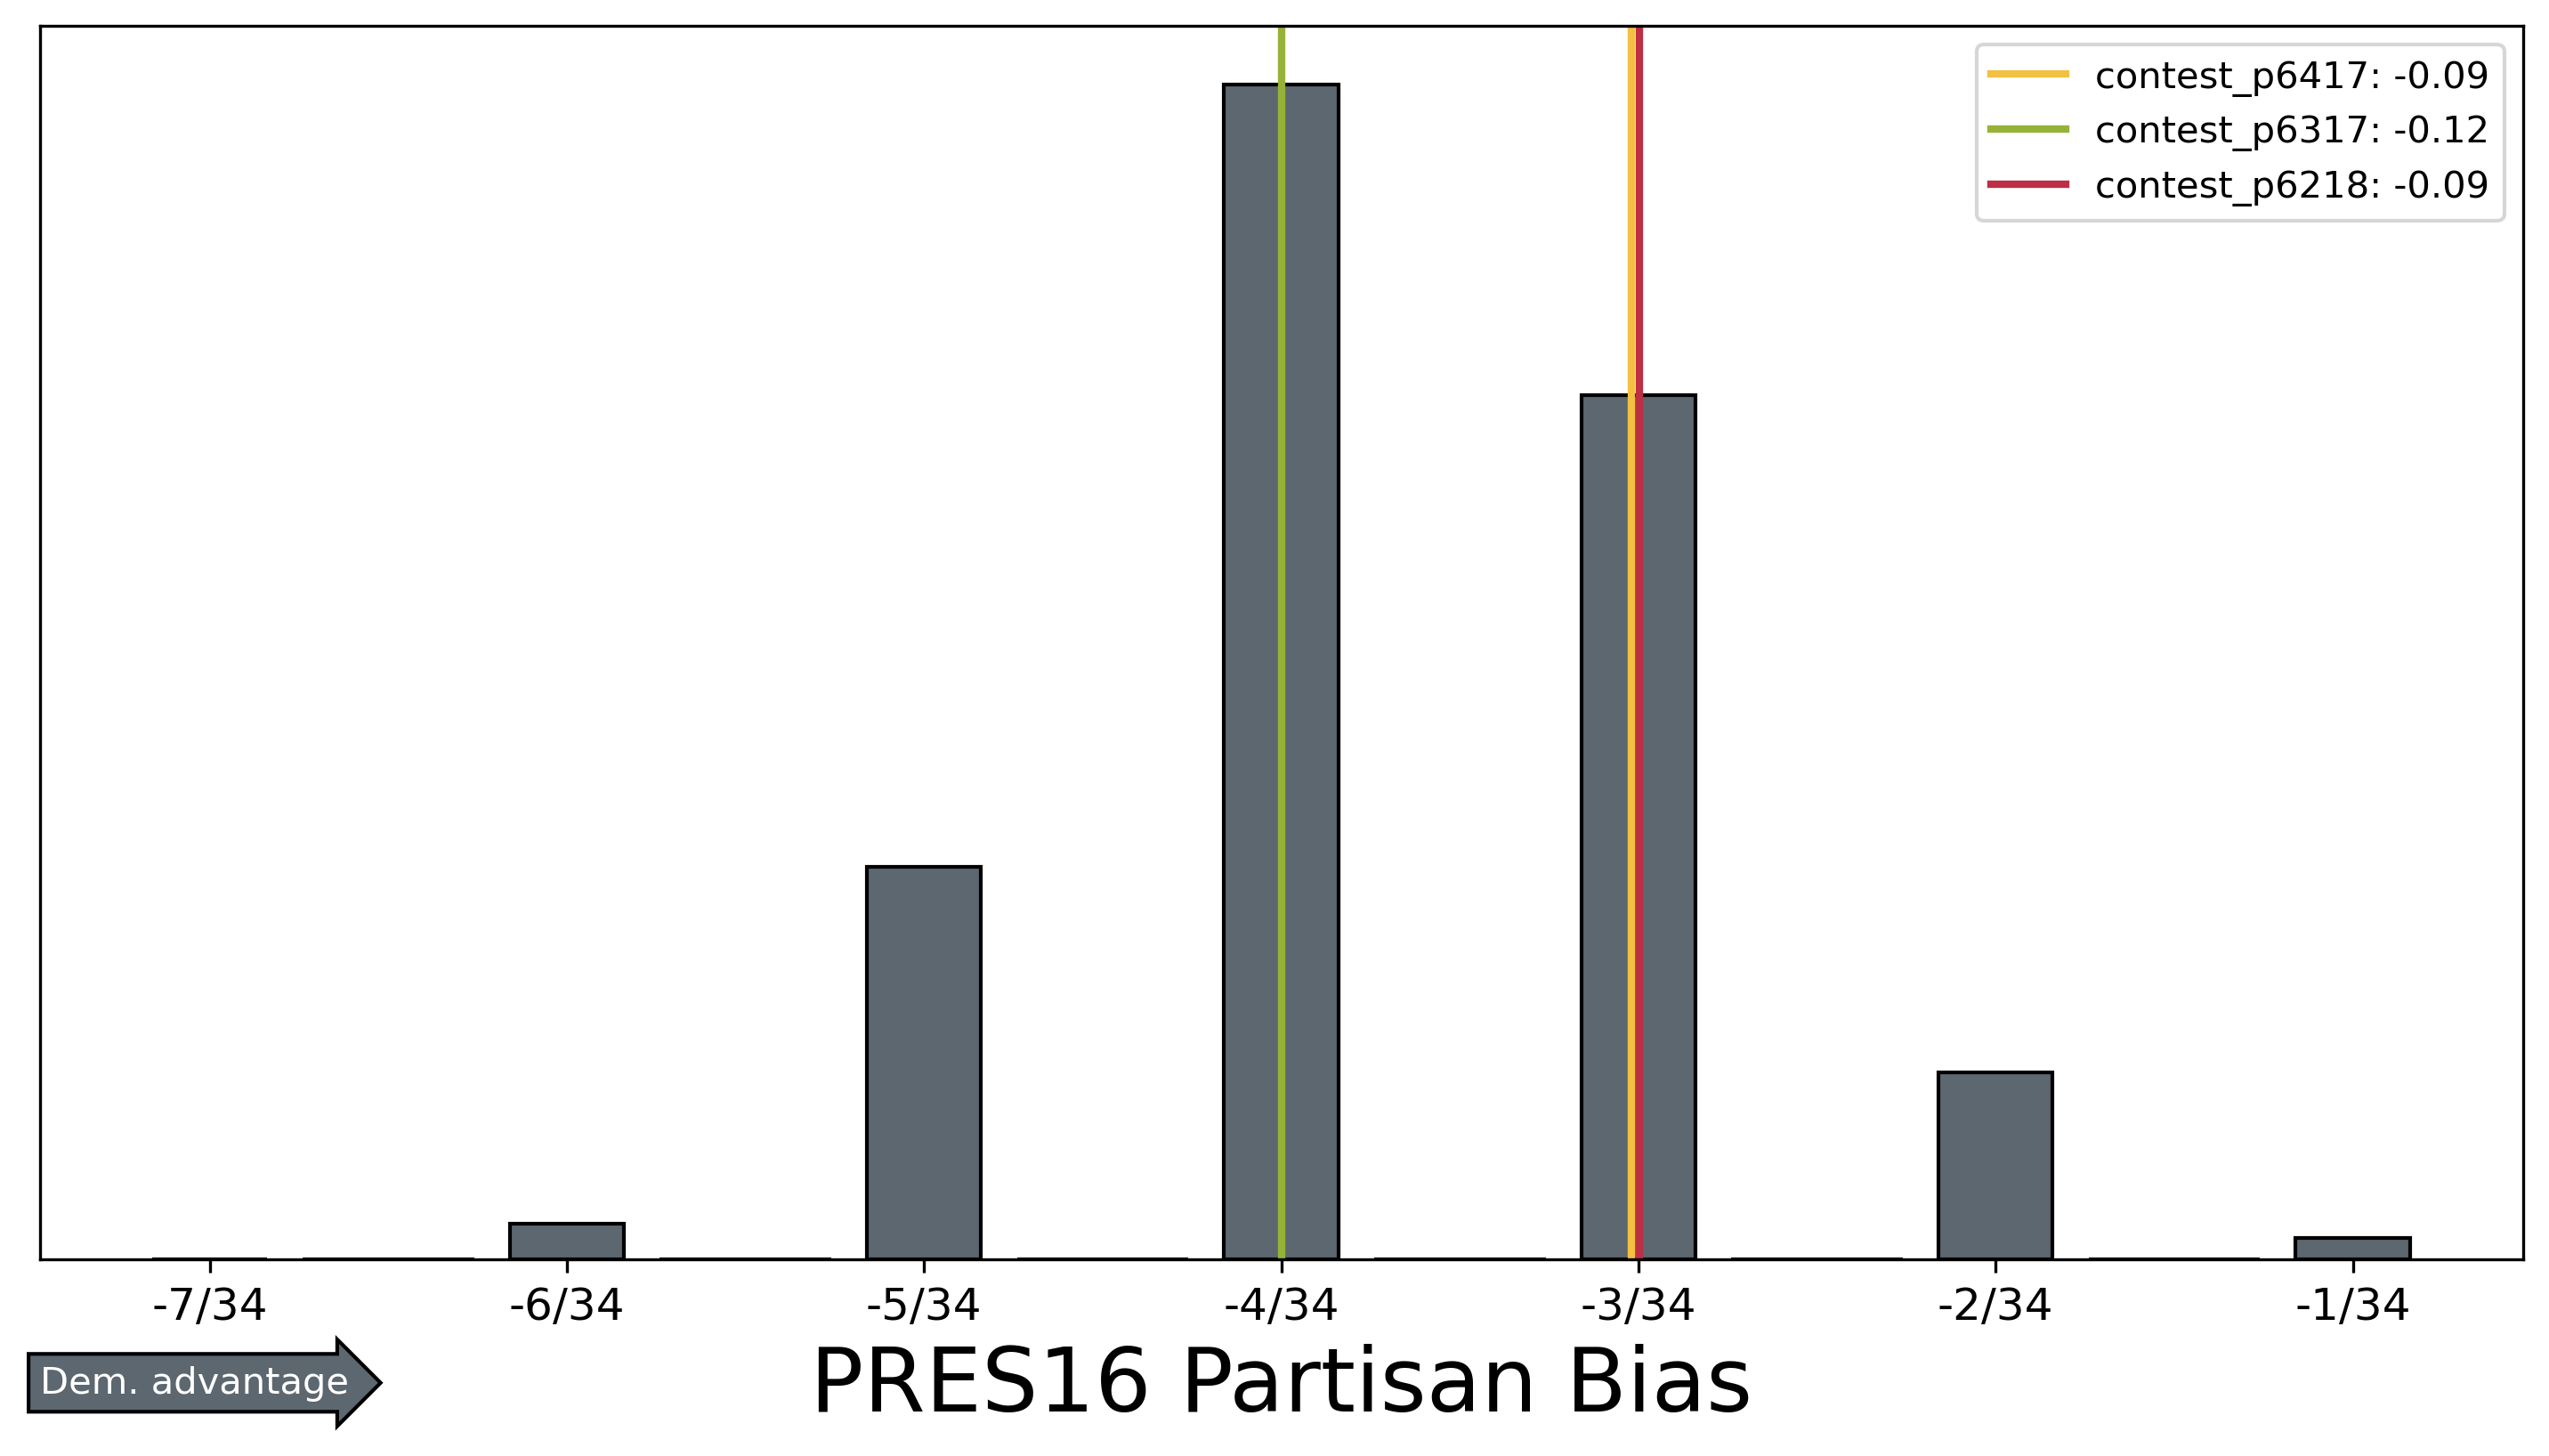 contest_p6417: -0.09
contest_p6317: -0.12
contest_p6218: -0.09
-7/34 -6/34 -5/34 -4/34 -3/34 -2/34 -1/34
Dem. advantage
PRES16 Partisan Bias